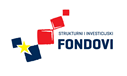 STRUKTURNI I INVESTICIJSKI
FONDOVI